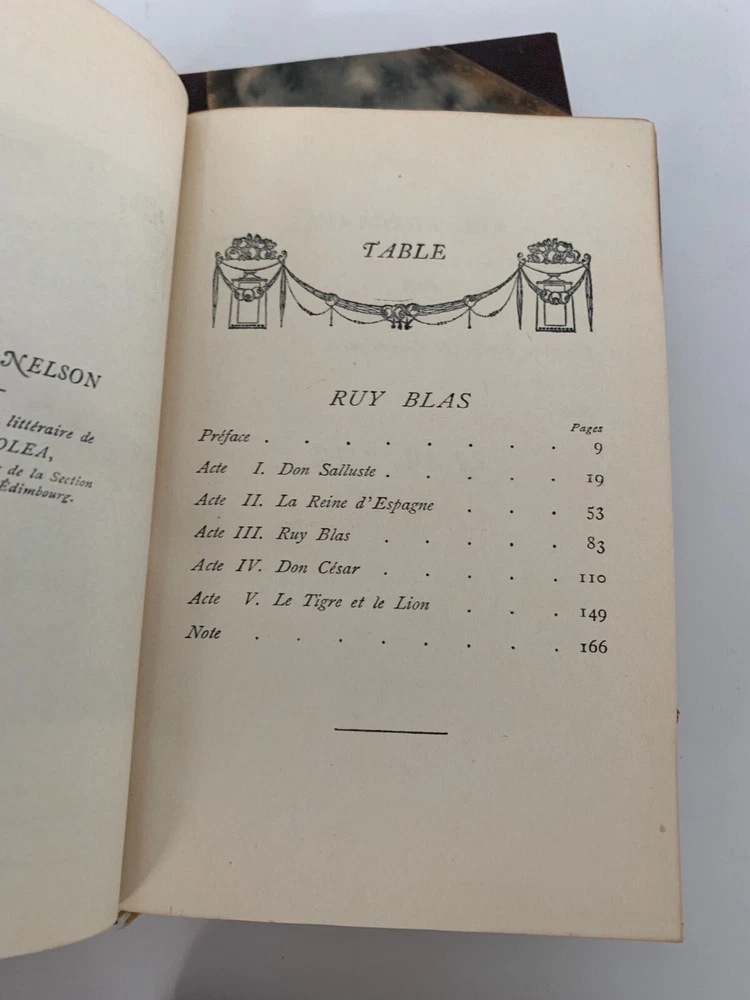 NELSON
littéraire de
OLEA,
de la Section
Édimbourg.
TABLE
RUY BLAS
Pages
Préface . . . . . . . . 9
Acte I. Don Salluste . . . . . 19
Acte II. La Reine d'Espagne . . . 53
Acte III. Ruy Blas . . . . . 83
Acte IV. Don César . . . . . 110
Acte V. Le Tigre et le Lion . . . 149
Note . . . . . . . . 166